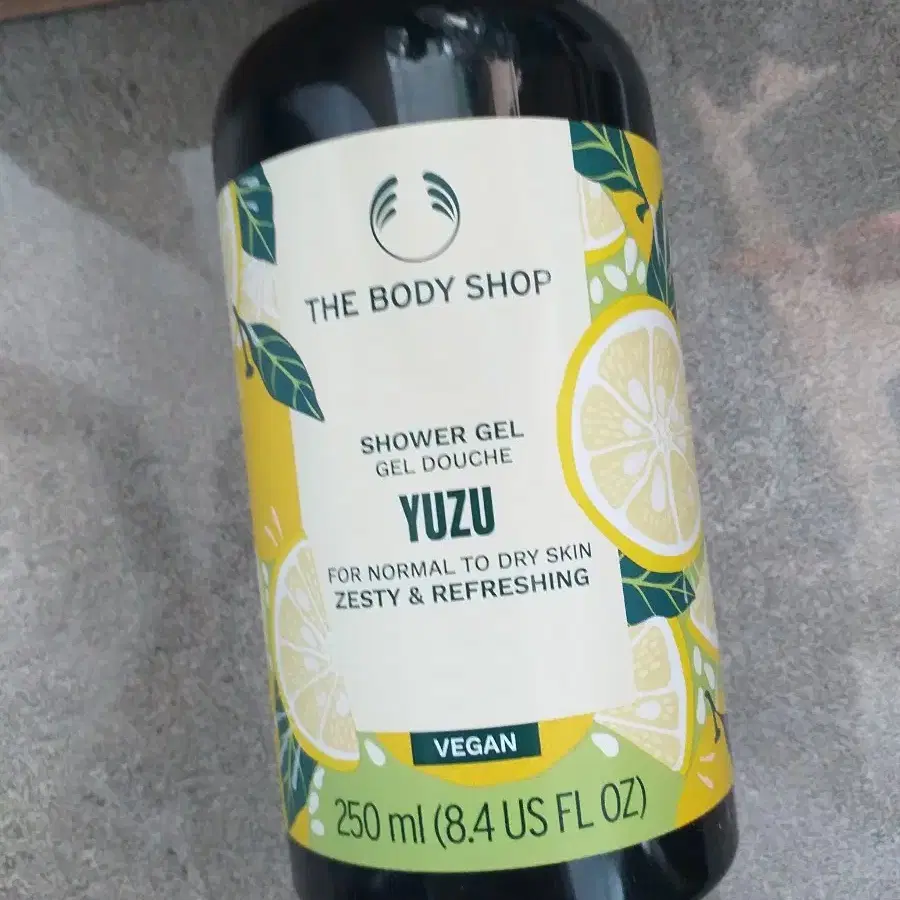 THE BODY SHOP
SHOWER GEL
GEL DOUCHE
YUZU
FOR NORMAL TO DRY SKIN
ZESTY & REFRESHING
VEGAN
250 ml (8.4 US FL OZ)